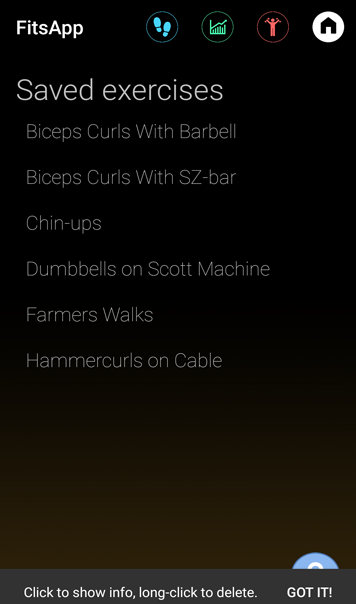 FitsApp
Saved exercises
Biceps Curls With Barbell
Biceps Curls With SZ-bar
Chin-ups
Dumbbells on Scott Machine
Farmers Walks
Hammercurls on Cable
Click to show info, long-click to delete. GOT IT!